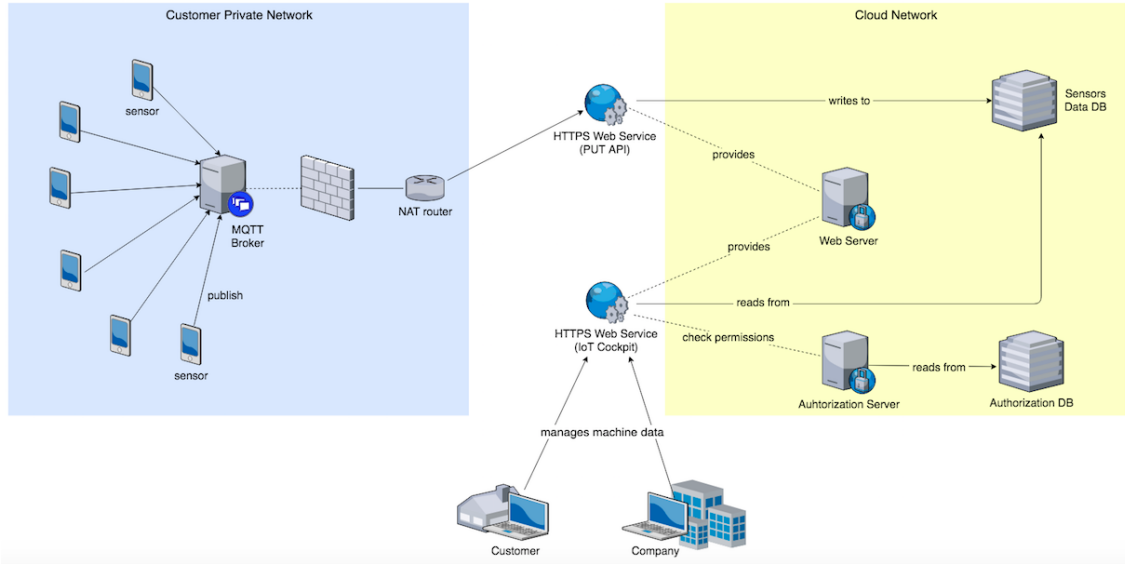 Customer Private Network
Cloud Network
sensor
Sensors
Data DB
writes to
HTTPS Web Service
(PUT API)
provides
NAT router
MQTT
Broker
Web Server
provides
publish
reads from
HTTPS Web Service
(IoT Cockpit)
check permissions
sensor
reads from
Auhtorization Server
Authorization DB
manages machine data
Customer
Company